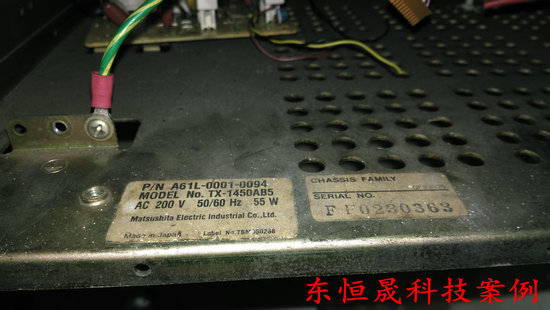 P/N A61L-0001-0094
MODEL No. TX-1450AB5
AC 200 V 50/60 Hz 55 W
Matsushita Electric Industrial Co., Ltd.
Made in Japan
CHASSIS FAMILY
SERIAL NO.
FF0230363
东恒晟科技案例